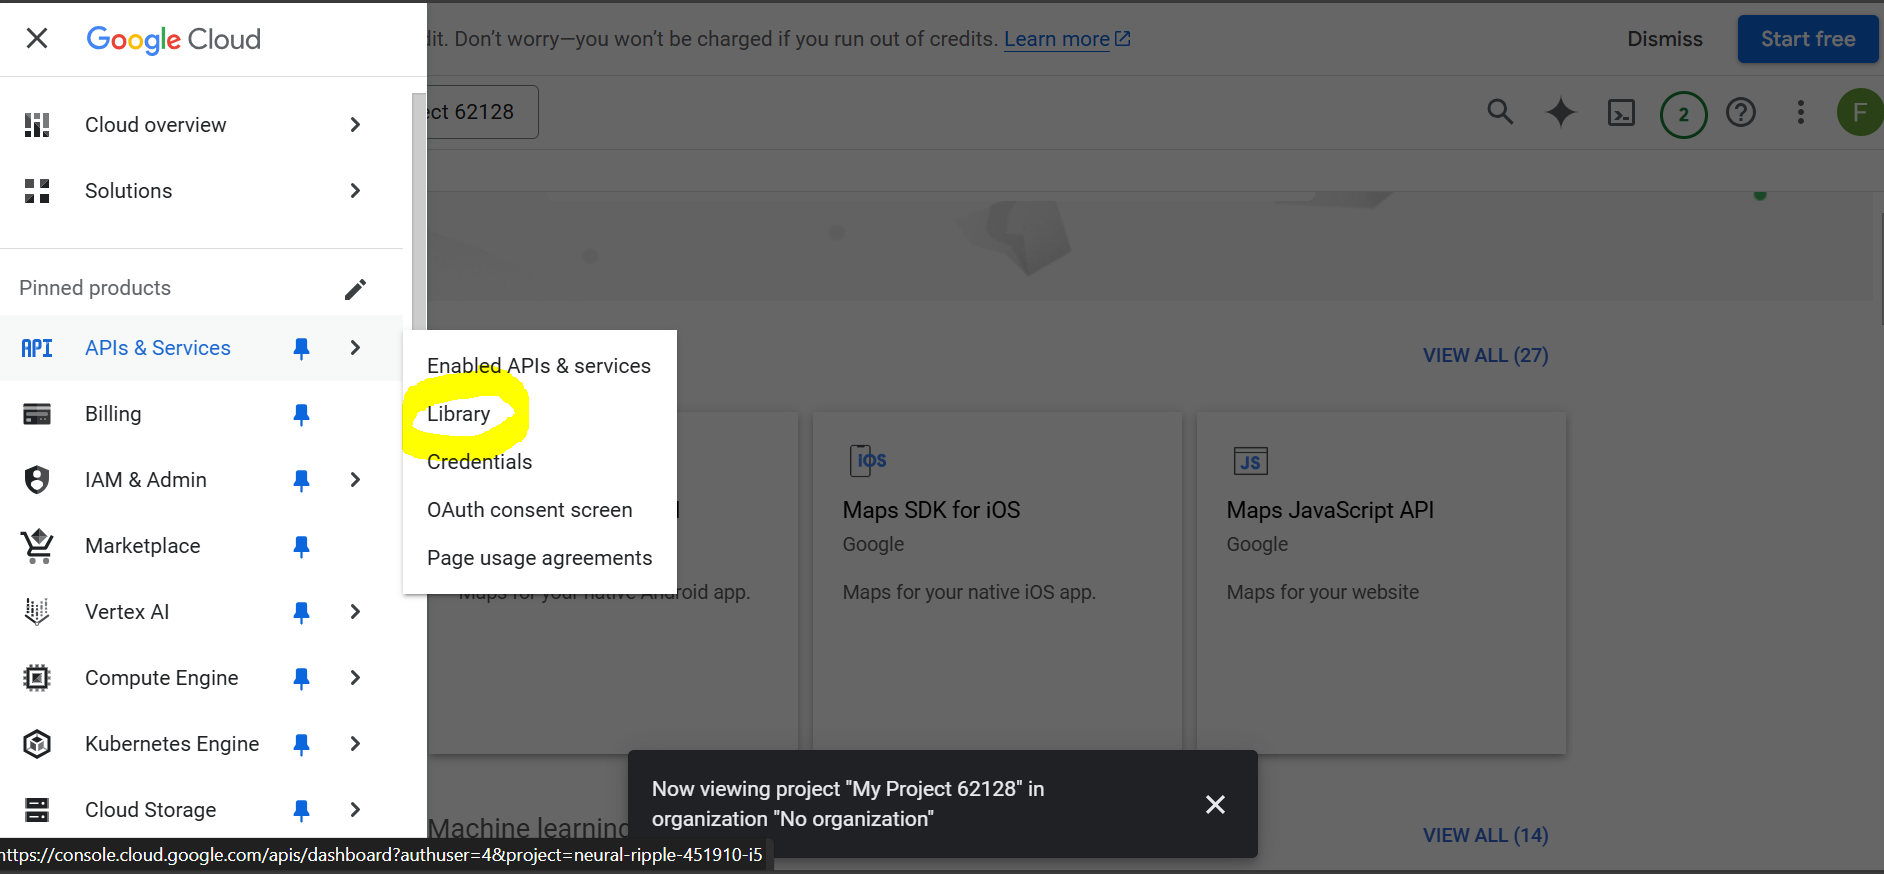 Google Cloud
dit. Don’t worry—you won’t be charged if you run out of credits. Learn more
Dismiss
Start free
ect 62128
2
F
Cloud overview
Solutions
Pinned products
API APIs & Services
Billing
IAM & Admin
Marketplace
Vertex AI
Compute Engine
Kubernetes Engine
Cloud Storage
Enabled APIs & services
Library
Credentials
OAuth consent screen
Page usage agreements
VIEW ALL (27)
Maps for your native Android app.
iOS
Maps SDK for iOS
Google
Maps for your native iOS app.
JS
Maps JavaScript API
Google
Maps for your website
Machine learning
VIEW ALL (14)
Now viewing project "My Project 62128" in
organization "No organization"
https://console.cloud.google.com/apis/dashboard?authuser=4&project=neural-ripple-451910-i5